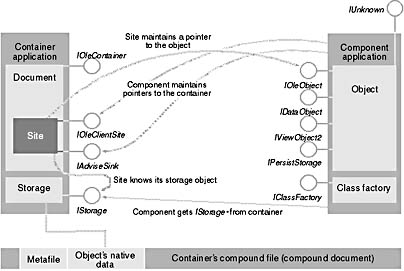 IUnknown
Container
application
Document
IOleContainer
Site maintains a pointer
to the object
Component
application
Object
Component maintains
pointers to the container
IOleObject
IDataObject
Site
IOleClientSite
IViewObject2
IAdviseSink
IPersistStorage
Site knows its storage object
Storage
IStorage
Class factory
IClassFactory
Component gets IStorage * from container
Metafile
Object's native
data
Container's compound file (compound document)